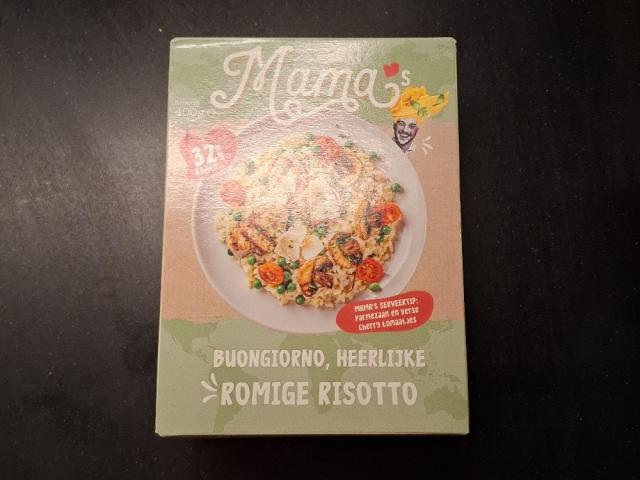 Mama's
400g
32%
MAMA'S SERVEERTIP:
Parmezaan en verse
cherry tomaatjes
BUONGIORNO, HEERLIJKE
ROMIGE RISOTTO